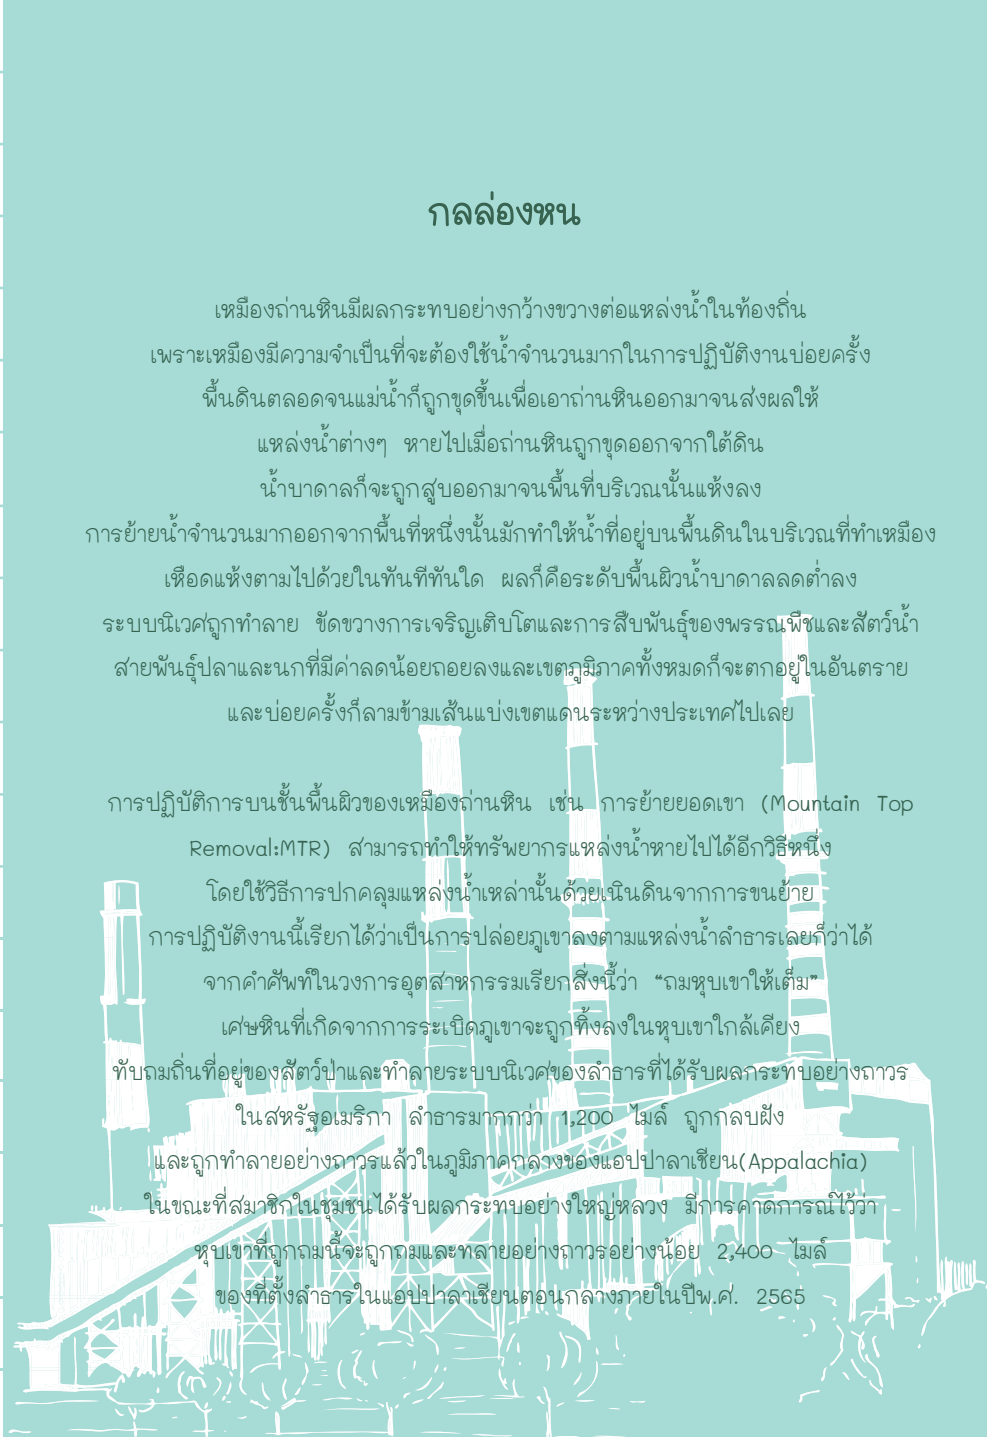 กลล่องหน
เหมืองถ่านหินมีผลกระทบอย่างกว้างขวางต่อแหล่งน้ำในท้องถิ่น
เพราะเหมืองมีความจำเป็นที่จะต้องใช้น้ำจำนวนมากในการปฏิบัติงานบ่อยครั้ง
พื้นดินตลอดจนแม่น้ำก็ถูกขุดขึ้นเพื่อเอาถ่านหินออกมาจนส่งผลให้
แหล่งน้ำต่างๆ หายไปเมื่อถ่านหินถูกขุดออกจากใต้ดิน
น้ำบาดาลก็จะถูกสูบออกมาจนพื้นที่บริเวณนั้นแห้งลง
การย้ายน้ำจำนวนมากออกจากพื้นที่หนึ่งนั้นมักทำให้น้ำที่อยู่บนพื้นดินในบริเวณที่ทำเหมือง
เหือดแห้งตามไปด้วยในทันทีทันใด ผลก็คือระดับพื้นผิวน้ำบาดาลลดต่ำลง
ระบบนิเวศถูกทำลาย ขัดขวางการเจริญเติบโตและการสืบพันธุ์ของพรรณพืชและสัตว์น้ำ
สายพันธุ์ปลาและนกที่มีค่าลดน้อยถอยลงและเขตภูมิภาคทั้งหมดก็จะตกอยู่ในอันตราย
และบ่อยครั้งก็ลามข้ามเส้นแบ่งเขตแดนระหว่างประเทศไปเลย
การปฏิบัติการบนชั้นพื้นผิวของเหมืองถ่านหิน เช่น การย้ายยอดเขา (Mountain Top
Removal:MTR) สามารถทำให้ทรัพยากรแหล่งน้ำหายไปได้อีกวิธีหนึ่ง
โดยใช้วิธีการปกคลุมแหล่งน้ำเหล่านั้นด้วยเนินดินจากการขนย้าย
การปฏิบัติงานนี้เรียกได้ว่าเป็นการปล่อยภูเขาลงตามแหล่งน้ำลำธารเลยก็ว่าได้
จากคำศัพท์ในวงการอุตสาหกรรมเรียกสิ่งนี้ว่า “ถมหุบเขาให้เต็ม”
เศษหินที่เกิดจากการระเบิดภูเขาจะถูกทิ้งลงในหุบเขาใกล้เคียง
ทับถมถิ่นที่อยู่ของสัตว์ป่าและทำลายระบบนิเวศของลำธารที่ได้รับผลกระทบอย่างถาวร
ในสหรัฐอเมริกา ลำธารมากกว่า 1,200 ไมล์ ถูกกลบฝัง
และถูกทำลายอย่างถาวรแล้วในภูมิภาคกลางของแอปปาลาเชียน(Appalachia)
ในขณะที่สมาชิกในชุมชนได้รับผลกระทบอย่างใหญ่หลวง มีการคาดการณ์ไว้ว่า
หุบเขาที่ถูกถมนี้จะถูกถมและทลายอย่างถาวรอย่างน้อย 2,400 ไมล์
ของที่ตั้งลำธารในแอปปาลาเชียนตอนกลางภายในปีพ.ศ. 2565